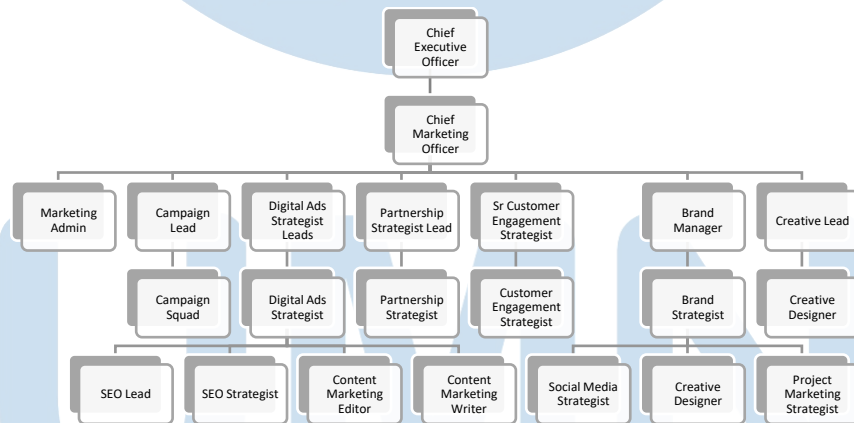 Chief
Executive
Officer
Chief
Marketing
Officer
Marketing
Admin
Campaign
Lead
Digital Ads
Strategist
Leads
Partnership
Strategist Lead
Sr Customer
Engagement
Strategist
Brand
Manager
Creative Lead
Campaign
Squad
Digital Ads
Strategist
Partnership
Strategist
Customer
Engagement
Strategist
Brand
Strategist
Creative
Designer
SEO Lead
SEO Strategist
Content
Marketing
Editor
Content
Marketing
Writer
Social Media
Strategist
Creative
Designer
Project
Marketing
Strategist